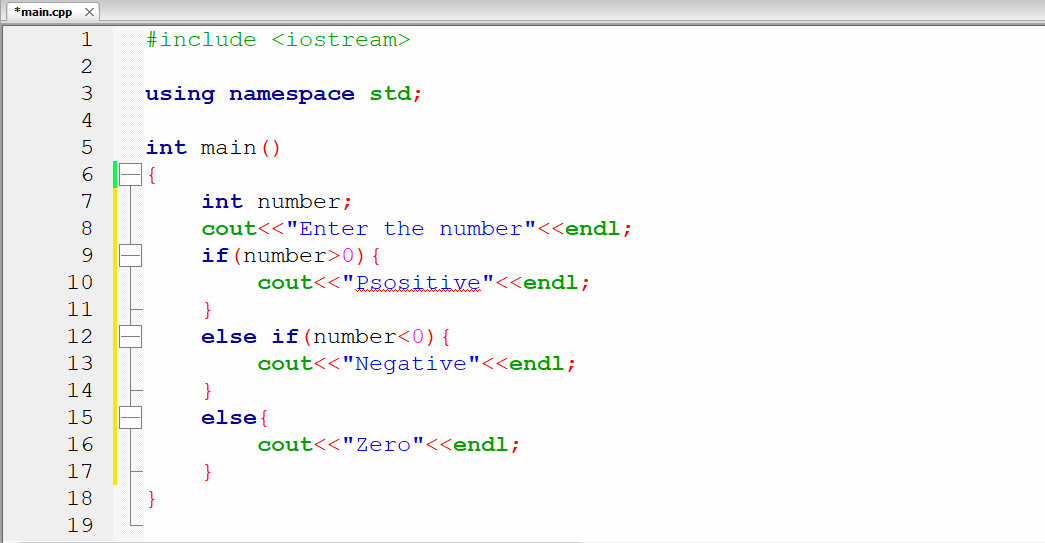 *main.cpp ×
1 #include <iostream>
2
3 using namespace std;
4
5 int main()
6 {
7 int number;
8 cout<<"Enter the number"<<endl;
9 if(number>0){
10 cout<<"Psositive"<<endl;
11 }
12 else if(number<0){
13 cout<<"Negative"<<endl;
14 }
15 else{
16 cout<<"Zero"<<endl;
17 }
18 }
19